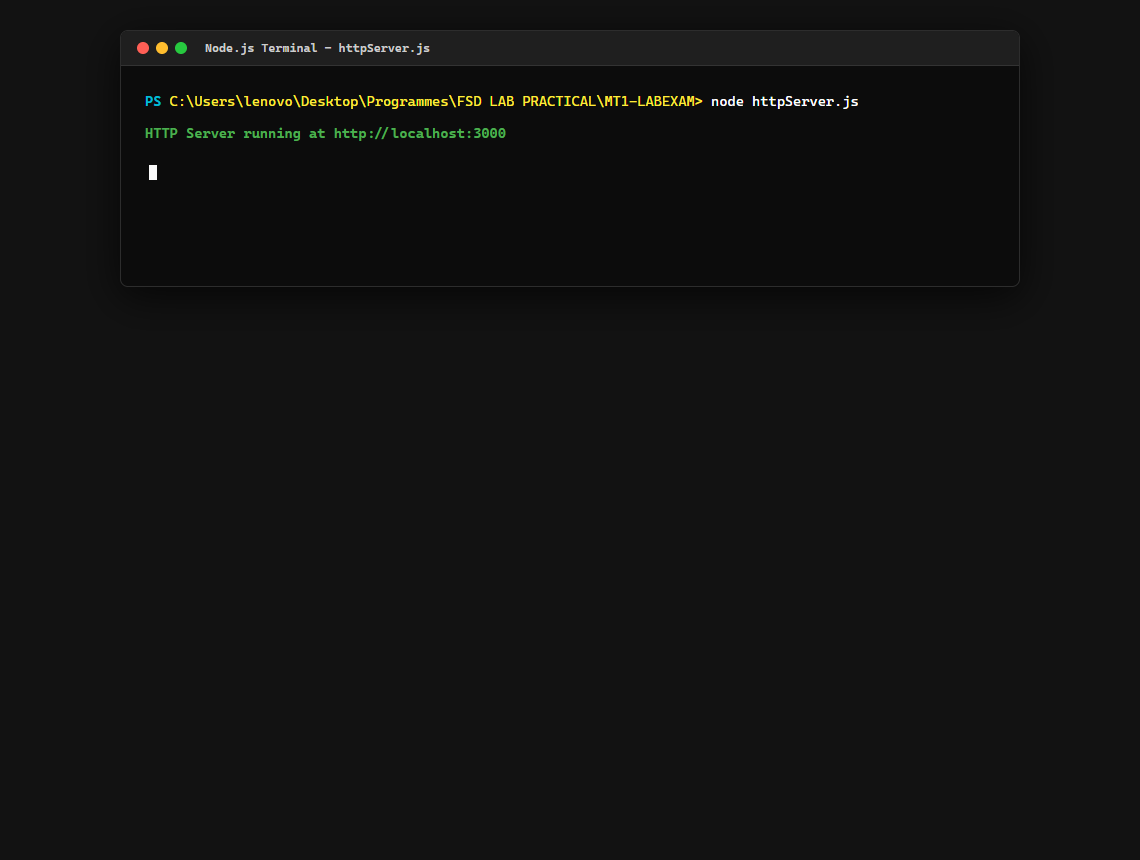 Node.js Terminal - httpServer.js
PS C:\Users\lenovo\Desktop\Programmes\FSD LAB PRACTICAL\MT1-LABEXAM> node httpServer.js
HTTP Server running at http://localhost:3000